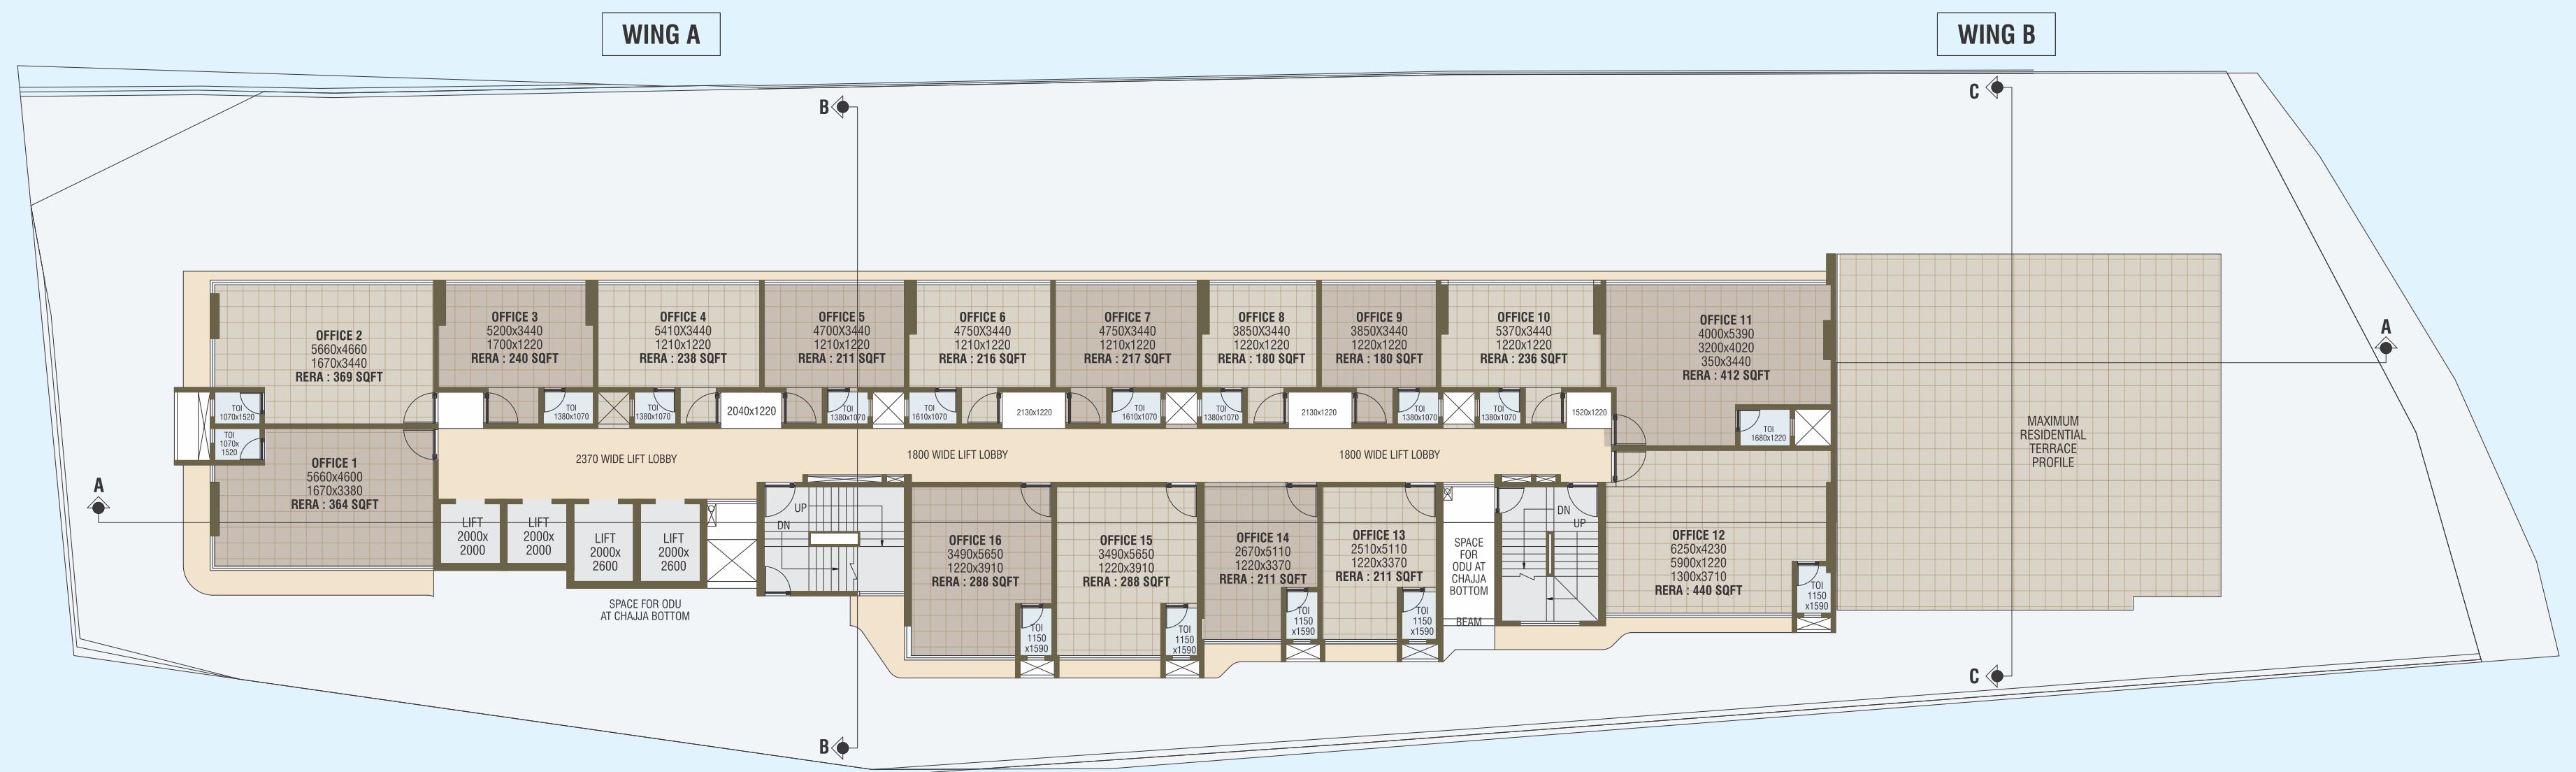 WING A
WING B
B
C
OFFICE 2
5660x4660
1670x3440
RERA : 369 SQFT
OFFICE 3
5200x3440
1700x1220
RERA : 240 SQFT
OFFICE 4
5410X3440
1210x1220
RERA : 238 SQFT
OFFICE 5
4700X3440
1210x1220
RERA : 211 SQFT
OFFICE 6
4750X3440
1210x1220
RERA : 216 SQFT
OFFICE 7
4750X3440
1210x1220
RERA : 217 SQFT
OFFICE 8
3850X3440
1220x1220
RERA : 180 SQFT
OFFICE 9
3850X3440
1220x1220
RERA : 180 SQFT
OFFICE 10
5370x3440
1220x1220
RERA : 236 SQFT
OFFICE 11
4000x5390
3200x4020
350x3440
RERA : 412 SQFT
A
TOI
1070x1520
TOI
1380x1070
TOI
1380x1070
2040x1220
TOI
1380x1070
TOI
1610x1070
2130x1220
TOI
1610x1070
TOI
1380x1070
2130x1220
TOI
1380x1070
TOI
1380x1070
1520x1220
TOI
1680x1220
MAXIMUM
RESIDENTIAL
TERRACE
PROFILE
TOI
1070x
1520
OFFICE 1
5660x4600
1670x3380
RERA : 364 SQFT
2370 WIDE LIFT LOBBY
1800 WIDE LIFT LOBBY
1800 WIDE LIFT LOBBY
A
LIFT
2000x
2000
LIFT
2000x
2000
LIFT
2000x
2600
LIFT
2000x
2600
UP
DN
OFFICE 16
3490x5650
1220x3910
RERA : 288 SQFT
OFFICE 15
3490x5650
1220x3910
RERA : 288 SQFT
OFFICE 14
2670x5110
1220x3370
RERA : 211 SQFT
OFFICE 13
2510x5110
1220x3370
RERA : 211 SQFT
SPACE
FOR
ODU AT
CHAJJA
BOTTOM
BEAM
DN
UP
OFFICE 12
6250x4230
5900x1220
1300x3710
RERA : 440 SQFT
SPACE FOR ODU
AT CHAJJA BOTTOM
TOI
1150
x1590
TOI
1150
x1590
TOI
1150
x1590
TOI
1150
x1590
TOI
1150
x1590
B
C